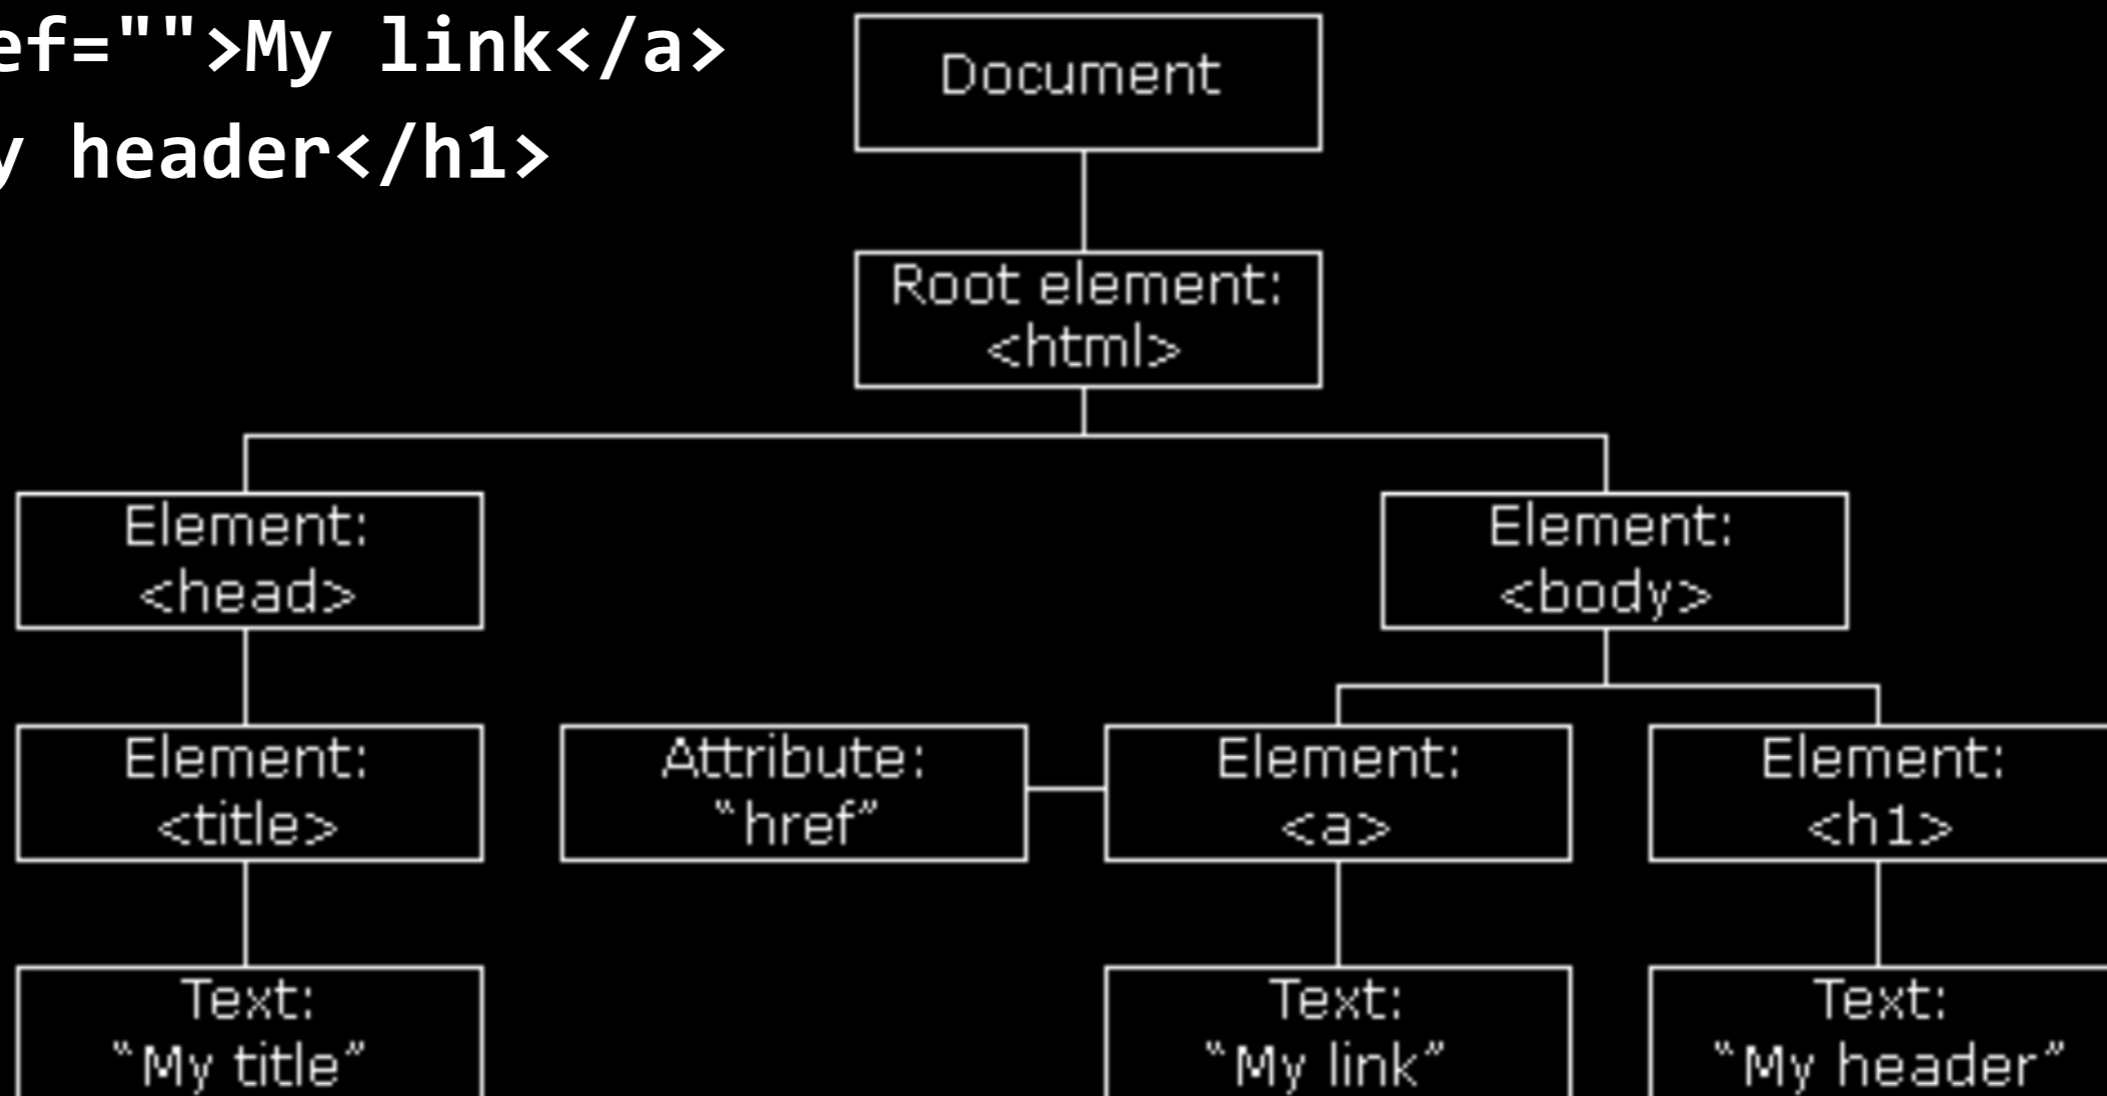 ef="">My link</a>
y header</h1>
Document
Root element:
<html>
Element:
<head>
Element:
<body>
Element:
<title>
Attribute:
“href”
Element:
<a>
Element:
<h1>
Text:
“My title”
Text:
“My link”
Text:
“My header”